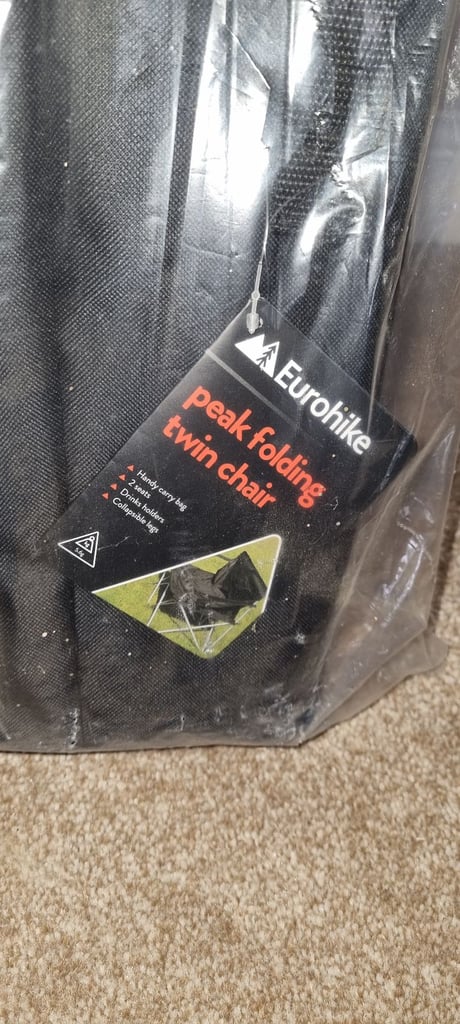 Eurohike
peak folding
twin chair
Handy carry bag
2 seats
Drinks holders
Collapsible legs